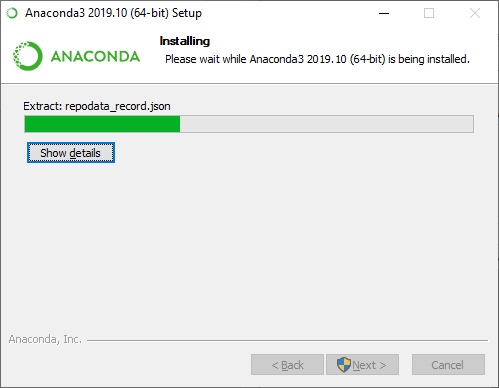 Anaconda3 2019.10 (64-bit) Setup
ANACONDA
Installing
Please wait while Anaconda3 2019.10 (64-bit) is being installed.
Extract: repodata_record.json
Show details
Anaconda, Inc.
< Back
Next >
Cancel